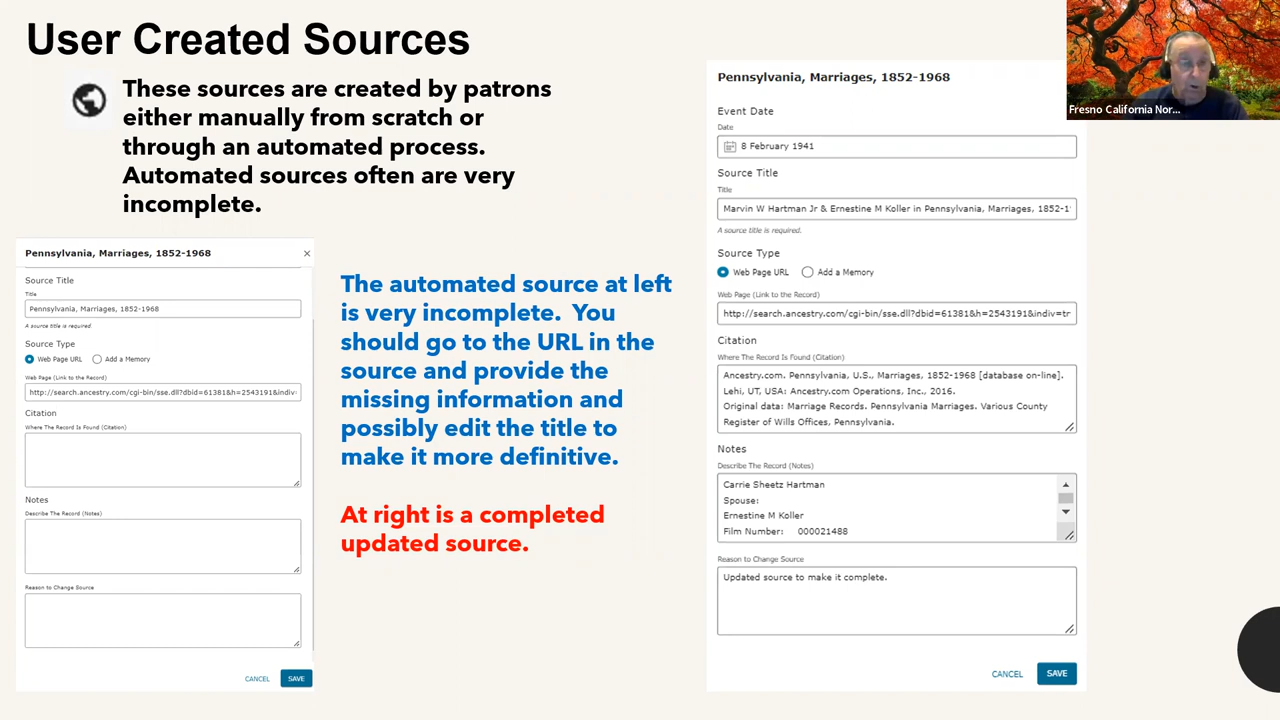 User Created Sources
These sources are created by patrons
either manually from scratch or
through an automated process.
Automated sources often are very
incomplete.
Pennsylvania, Marriages, 1852-1968
Source Title
Title
Pennsylvania, Marriages, 1852-1968
A source title is required
Source Type
Web Page URL Add a Memory
Web Page (Link to the Record)
http://search.ancestry.com/cgi-bin/sse.dll?dbid=61381&h=2543191&indiv:
Citation
Where The Record Is Found (Citation)
Notes
Describe The Record (Notes)
Reason to Change Source
CANCEL SAVE
The automated source at left
is very incomplete. You
should go to the URL in the
source and provide the
missing information and
possibly edit the title to
make it more definitive.
At right is a completed
updated source.
Pennsylvania, Marriages, 1852-1968
Event Date
Date
8 February 1941
Source Title
Title
Marvin W Hartman Jr & Ernestine M Koller in Pennsylvania, Marriages, 1852-1
A source title is required.
Source Type
Web Page URL Add a Memory
Web Page (Link to the Record)
http://search.ancestry.com/cgi-bin/sse.dll?dbid=61381&h=2543191&indiv=tr
Citation
Where The Record Is Found (Citation)
Ancestry.com. Pennsylvania, U.S., Marriages, 1852-1968 [database on-line].
Lehi, UT, USA: Ancestry.com Operations, Inc., 2016.
Original data: Marriage Records. Pennsylvania Marriages. Various County
Register of Wills Offices, Pennsylvania.
Notes
Describe The Record (Notes)
Carrie Sheetz Hartman
Spouse:
Ernestine M Koller
Film Number: 000021488
Reason to Change Source
Updated source to make it complete.
CANCEL SAVE
Fresno California Nor...